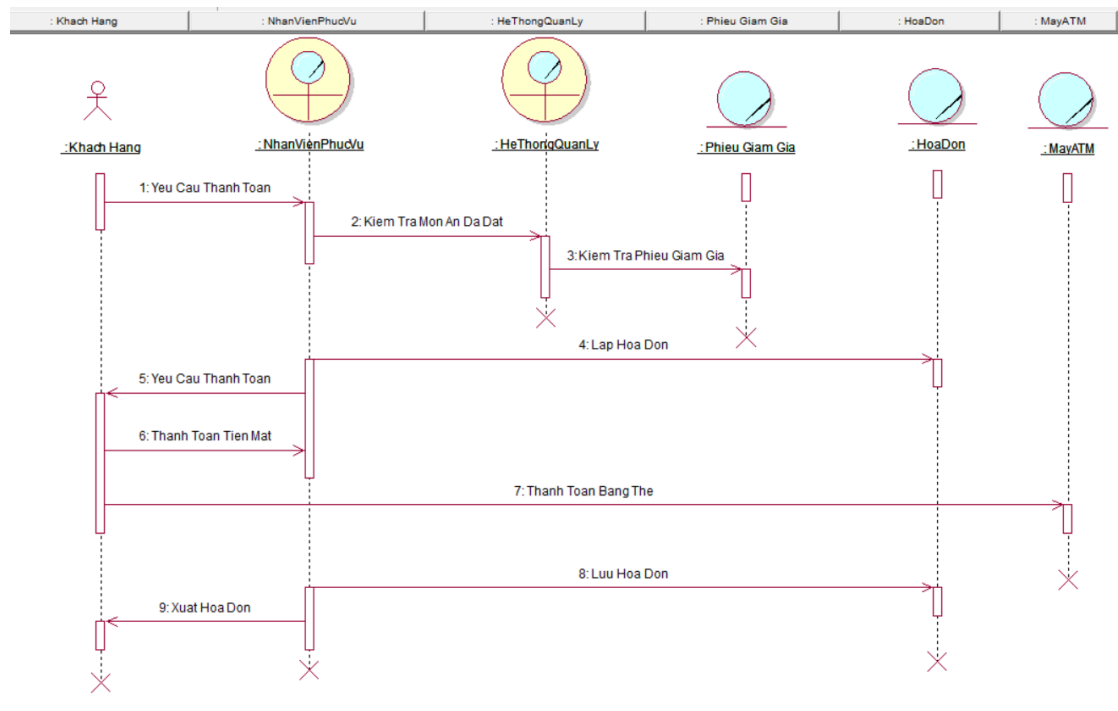 : Khach Hang
: NhanVienPhucVu
: HeThongQuanLy
: Phieu Giam Gia
: HoaDon
: MayATM
:Khach Hang
: NhanVienPhucVu
: HeThongQuanLy
: Phieu Giam Gia
: HoaDon
: MayATM
1: Yeu Cau Thanh Toan
2: Kiem Tra Mon An Da Dat
3: Kiem Tra Phieu Giam Gia
4: Lap Hoa Don
5: Yeu Cau Thanh Toan
6: Thanh Toan Tien Mat
7: Thanh Toan Bang The
8: Luu Hoa Don
9: Xuat Hoa Don